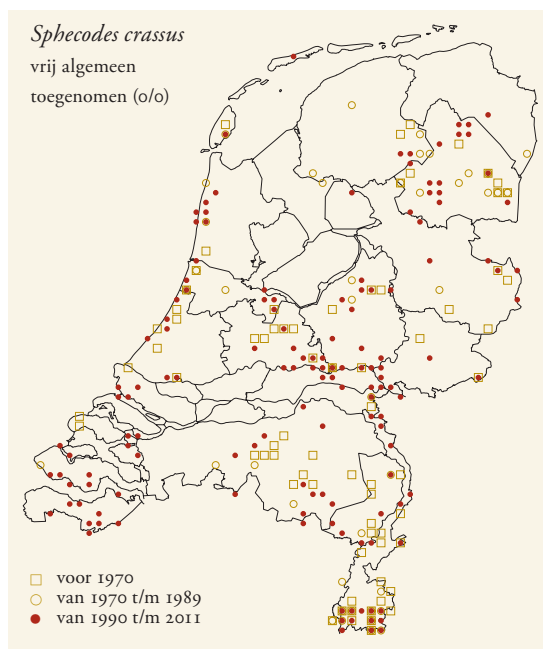 Sphecodes crassus
vrij algemeen
toegenomen (0/0)
voor 1970
van 1970 t/m 1989
van 1990 t/m 2011